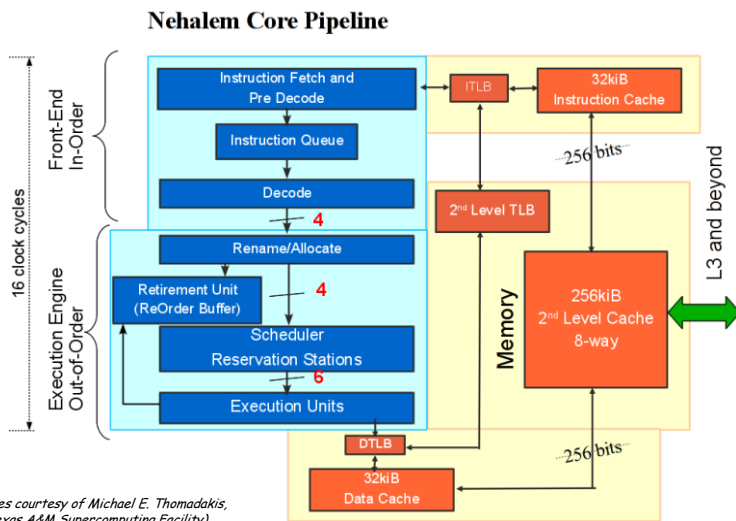 Nehalem Core Pipeline
Instruction Fetch and
Pre Decode
ITLB
32kiB
Instruction Cache
Front-End
In-Order
Instruction Queue
256 bits
Decode
4
2nd Level TLB
16 clock cycles
Rename/Allocate
Retirement Unit
(ReOrder Buffer)
4
Execution Engine
Out-of-Order
Scheduler
Reservation Stations
6
Execution Units
Memory
256kiB
2nd Level Cache
8-way
L3 and beyond
DTLB
256 bits
32kiB
Data Cache
courtesy of Michael E. Thomadakis,
A&M Supercomputing Facility)